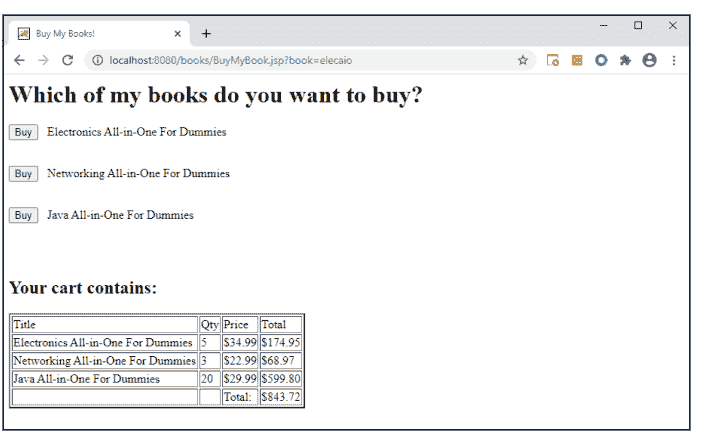 Buy My Books!
localhost:8080/books/BuyMyBook.jsp?book=elecaio
Which of my books do you want to buy?
Buy Electronics All-in-One For Dummies
Buy Networking All-in-One For Dummies
Buy Java All-in-One For Dummies
Your cart contains:
Title Qty Price Total
Electronics All-in-One For Dummies 5 $34.99 $174.95
Networking All-in-One For Dummies 3 $22.99 $68.97
Java All-in-One For Dummies 20 $29.99 $599.80
Total: $843.72